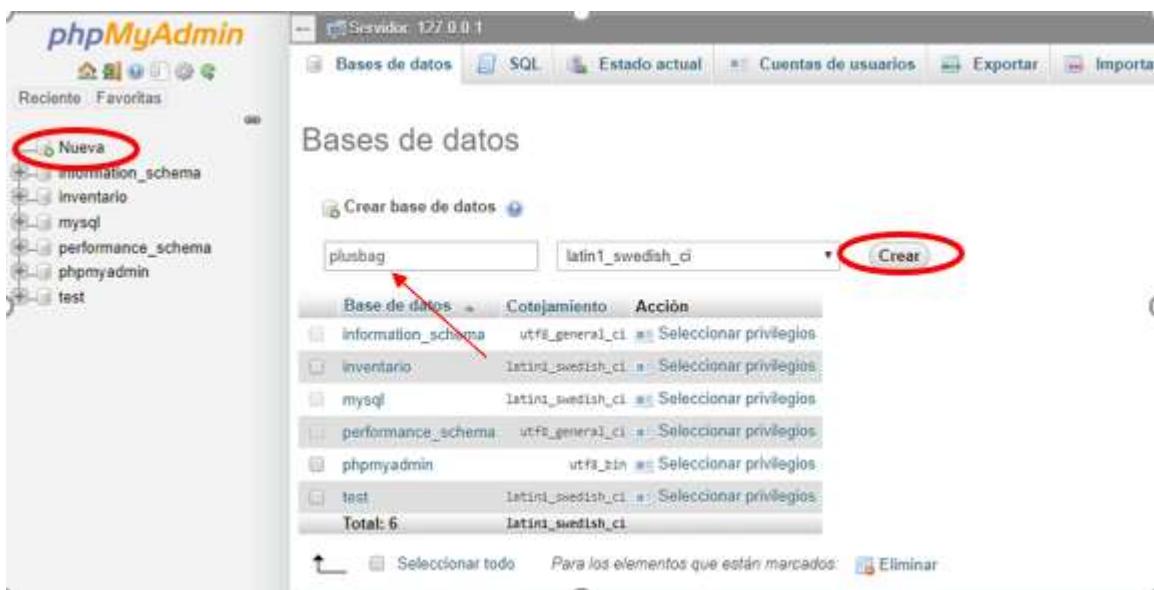 phpMyAdmin
Reciente Favoritas
Nueva
information_schema
inventario
mysql
performance_schema
phpmyadmin
test
Servidor: 127.0.0.1
Bases de datos SQL Estado actual Cuentas de usuarios Exportar Importa
Bases de datos
Crear base de datos
plusbag latin1_swedish_ci Crear
Base de datos Cotejamiento Acción
information_schema utf8_general_ci Seleccionar privilegios
inventario latin1_swedish_ci Seleccionar privilegios
mysql latin1_swedish_ci Seleccionar privilegios
performance_schema utf8_general_ci Seleccionar privilegios
phpmyadmin utf8_bin Seleccionar privilegios
test latin1_swedish_ci Seleccionar privilegios
Total: 6 latin1_swedish_ci
Seleccionar todo Para los elementos que están marcados: Eliminar